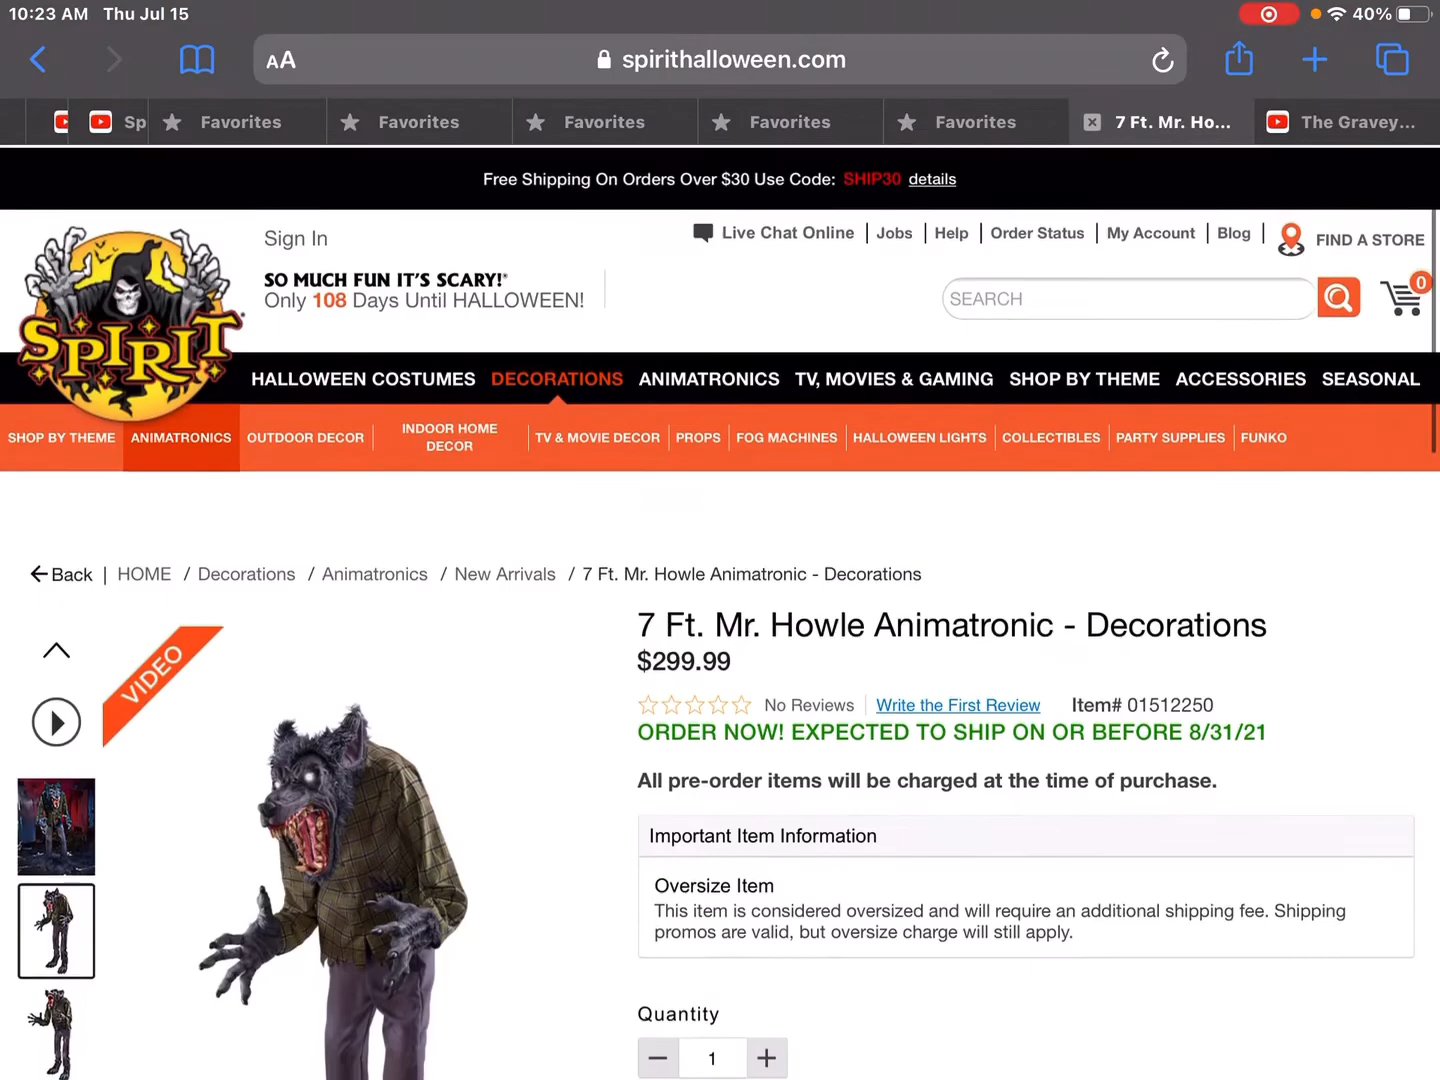 10:23 AM Thu Jul 15
40%
AA
spirithalloween.com
Sp
Favorites
Favorites
Favorites
Favorites
Favorites
7 Ft. Mr. Ho...
The Gravey...
Free Shipping On Orders Over $30 Use Code: SHIP30 details
SPIRIT
Sign In
SO MUCH FUN IT'S SCARY!®
Only 108 Days Until HALLOWEEN!
Live Chat Online | Jobs | Help | Order Status | My Account | Blog |
FIND A STORE
SEARCH
0
HALLOWEEN COSTUMES DECORATIONS ANIMATRONICS TV, MOVIES & GAMING SHOP BY THEME ACCESSORIES SEASONAL
SHOP BY THEME ANIMATRONICS OUTDOOR DECOR INDOOR HOME DECOR TV & MOVIE DECOR PROPS FOG MACHINES HALLOWEEN LIGHTS COLLECTIBLES PARTY SUPPLIES FUNKO
Back | HOME / Decorations / Animatronics / New Arrivals / 7 Ft. Mr. Howle Animatronic - Decorations
VIDEO
7 Ft. Mr. Howle Animatronic - Decorations
$299.99
No Reviews Write the First Review Item# 01512250
ORDER NOW! EXPECTED TO SHIP ON OR BEFORE 8/31/21
All pre-order items will be charged at the time of purchase.
Important Item Information
Oversize Item
This item is considered oversized and will require an additional shipping fee. Shipping
promos are valid, but oversize charge will still apply.
Quantity
1